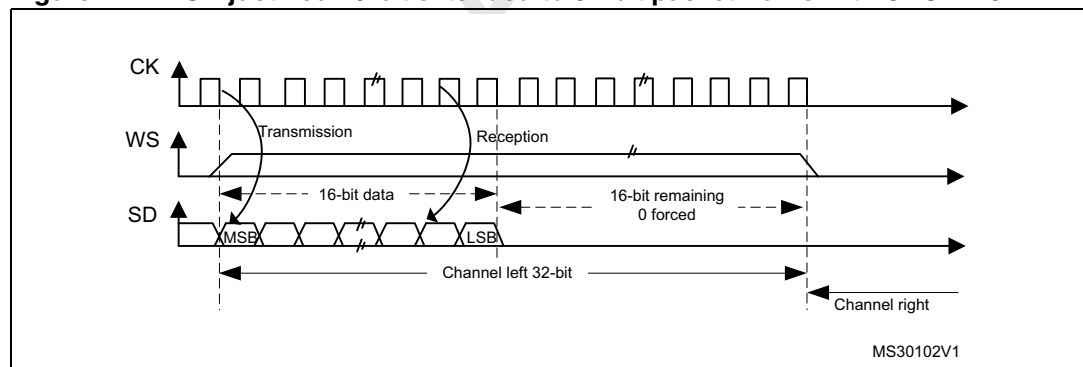 CK
Transmission
Reception
WS
16-bit data
16-bit remaining
0 forced
SD
MSB
LSB
Channel left 32-bit
Channel right
MS30102V1